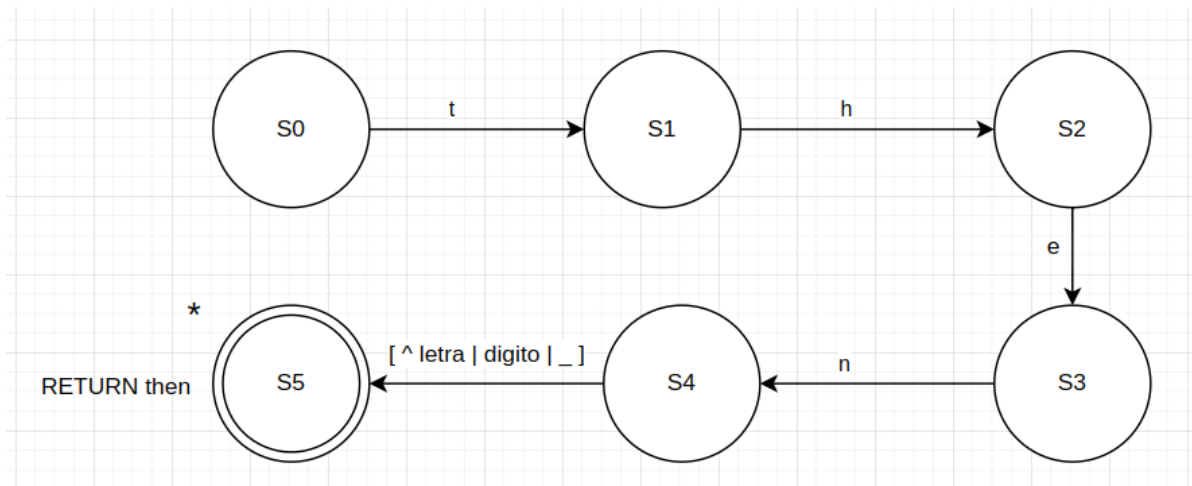 S0
t
S1
h
S2
e
S3
n
S4
[ ^ letra | digito | _ ]
S5
*
RETURN then